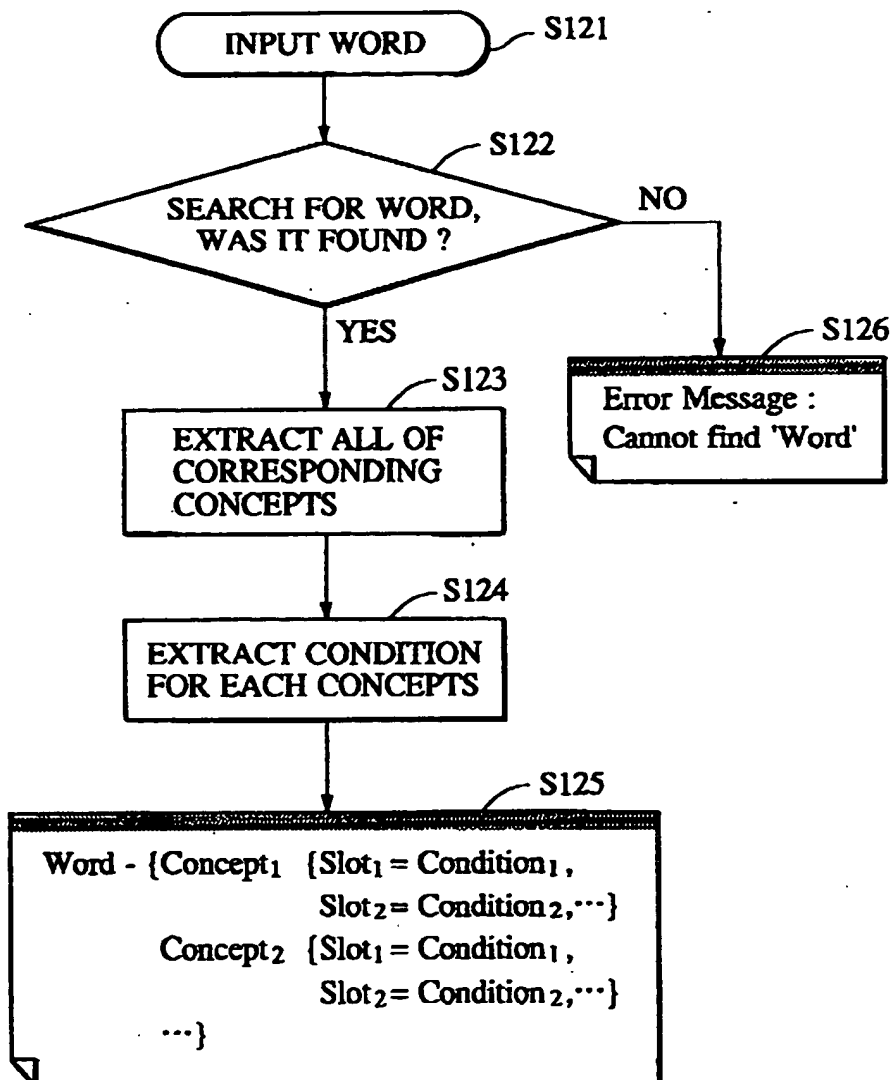 INPUT WORD
S121
S122
SEARCH FOR WORD,
WAS IT FOUND ?
NO
YES
S126
Error Message :
Cannot find 'Word'
S123
EXTRACT ALL OF
CORRESPONDING
CONCEPTS
S124
EXTRACT CONDITION
FOR EACH CONCEPTS
S125
Word - {Concept₁ {Slot₁ = Condition₁,
Slot₂ = Condition₂,···}
Concept₂ {Slot₁ = Condition₁,
Slot₂ = Condition₂,···}
···}